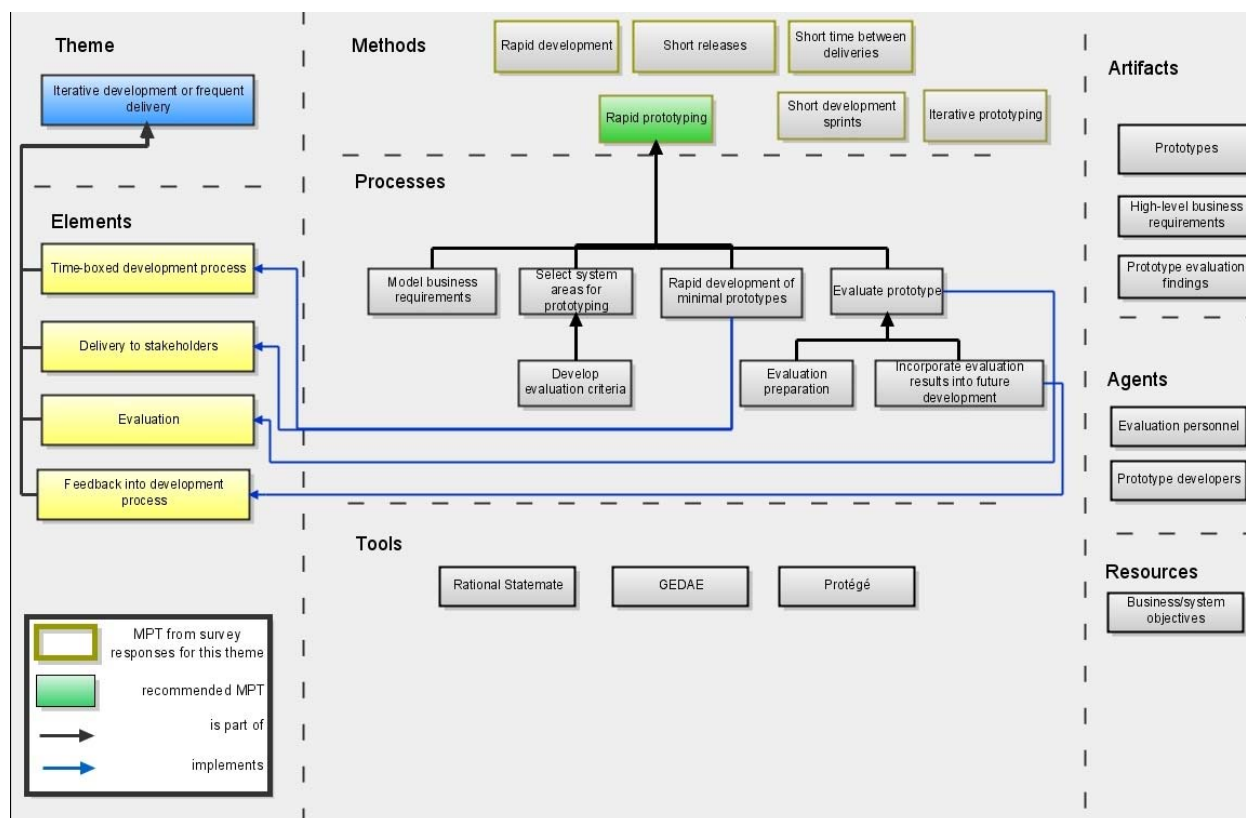 Theme
Iterative development or frequent
delivery
Elements
Time-boxed development process
Delivery to stakeholders
Evaluation
Feedback into development
process
MPT from survey
responses for this theme
recommended MPT
is part of
implements
Methods
Rapid development
Short releases
Short time between
deliveries
Rapid prototyping
Short development
sprints
Iterative prototyping
Processes
Model business
requirements
Select system
areas for
prototyping
Rapid development of
minimal prototypes
Evaluate prototype
Develop
evaluation criteria
Evaluation
preparation
Incorporate evaluation
results into future
development
Tools
Rational Statemate
GEDAE
Protégé
Artifacts
Prototypes
High-level business
requirements
Prototype evaluation
findings
Agents
Evaluation personnel
Prototype developers
Resources
Business/system
objectives